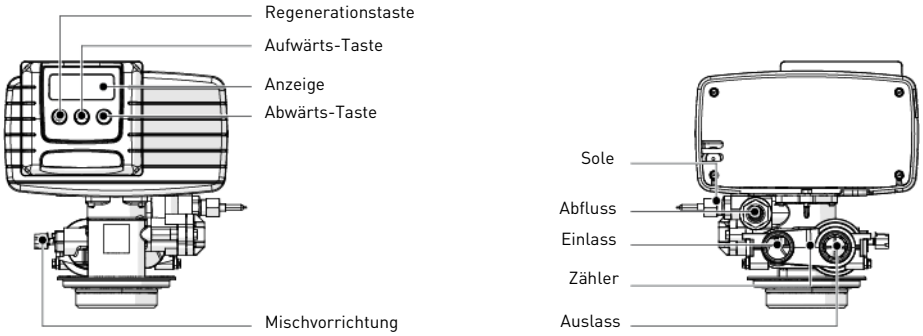 Regenerationstaste
Aufwärts-Taste
Anzeige
Abwärts-Taste
Mischvorrichtung
Sole
Abfluss
Einlass
Zähler
Auslass